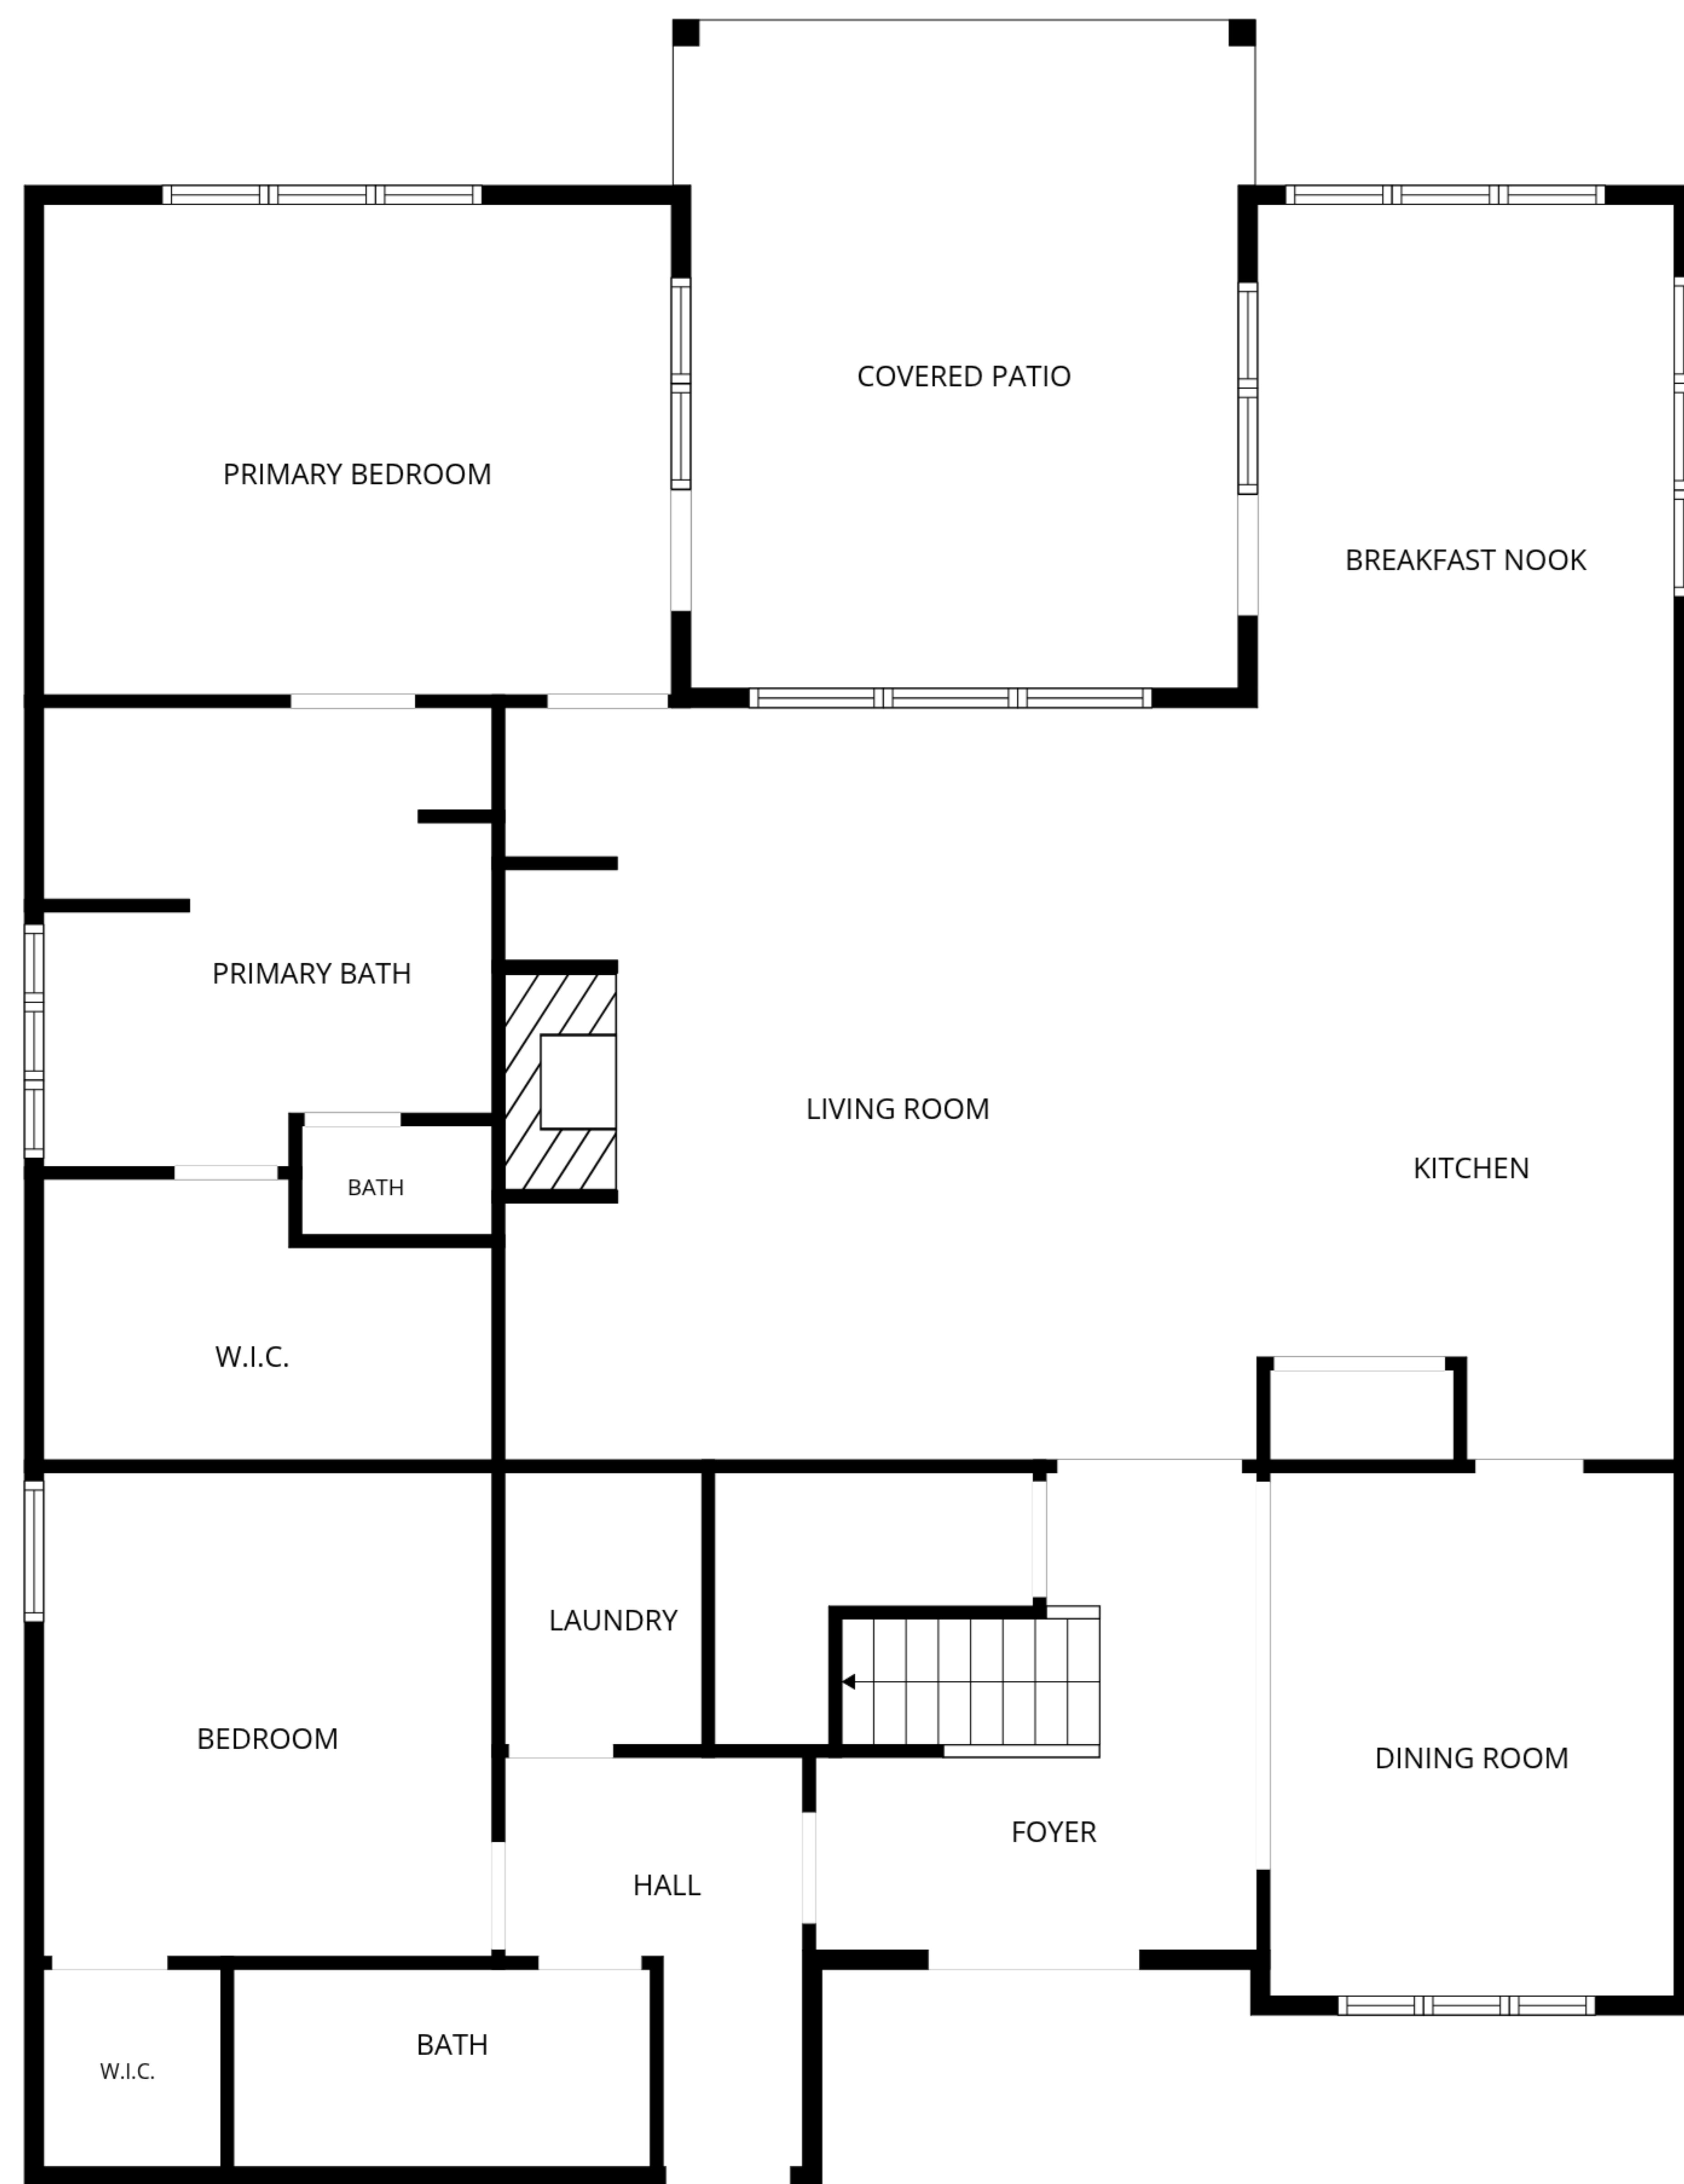 COVERED PATIO
PRIMARY BEDROOM
BREAKFAST NOOK
PRIMARY BATH
LIVING ROOM
KITCHEN
BATH
W.I.C.
LAUNDRY
BEDROOM
DINING ROOM
FOYER
HALL
BATH
W.I.C.